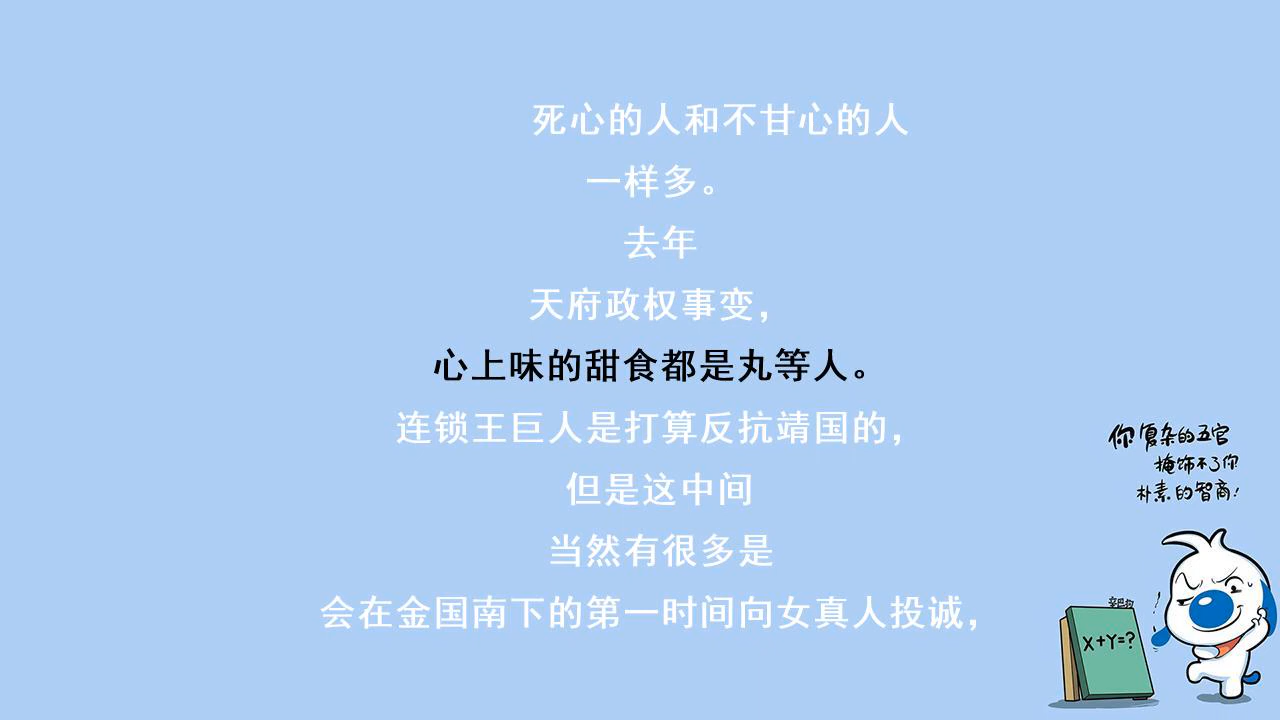 死心的人和不甘心的人
一样多。
去年
天府政权事变，
心上味的甜食都是丸等人。
连锁王巨人是打算反抗靖国的，
但是这中间
当然有很多是
会在金国南下的第一时间向女真人投诚，
你复杂的五官
掩饰不了你
朴素的智商！
X+Y=?